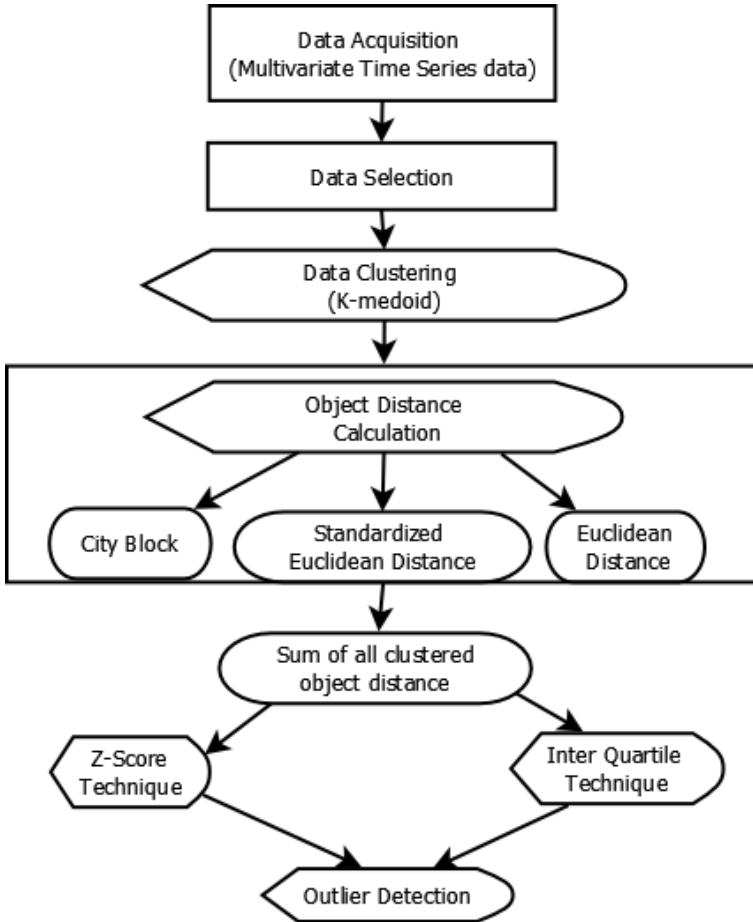 Data Acquisition
(Multivariate Time Series data)
Data Selection
Data Clustering
(K-medoid)
Object Distance
Calculation
City Block
Standardized
Euclidean Distance
Euclidean
Distance
Sum of all clustered
object distance
Z-Score
Technique
Inter Quartile
Technique
Outlier Detection